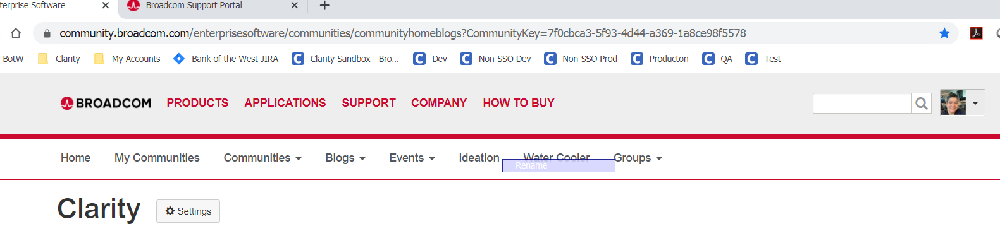 terprise Software Broadcom Support Portal
community.broadcom.com/enterprisesoftware/communities/communityhomeblogs?CommunityKey=7f0cbca3-5f93-4d44-a369-1a8ce98f5578
BotW Clarity My Accounts Bank of the West JIRA Clarity Sandbox - Bro... Dev Non-SSO Dev Non-SSO Prod Producton QA Test
BROADCOM PRODUCTS APPLICATIONS SUPPORT COMPANY HOW TO BUY
Home My Communities Communities Blogs Events Ideation Water Cooler Groups
Rename
Clarity Settings